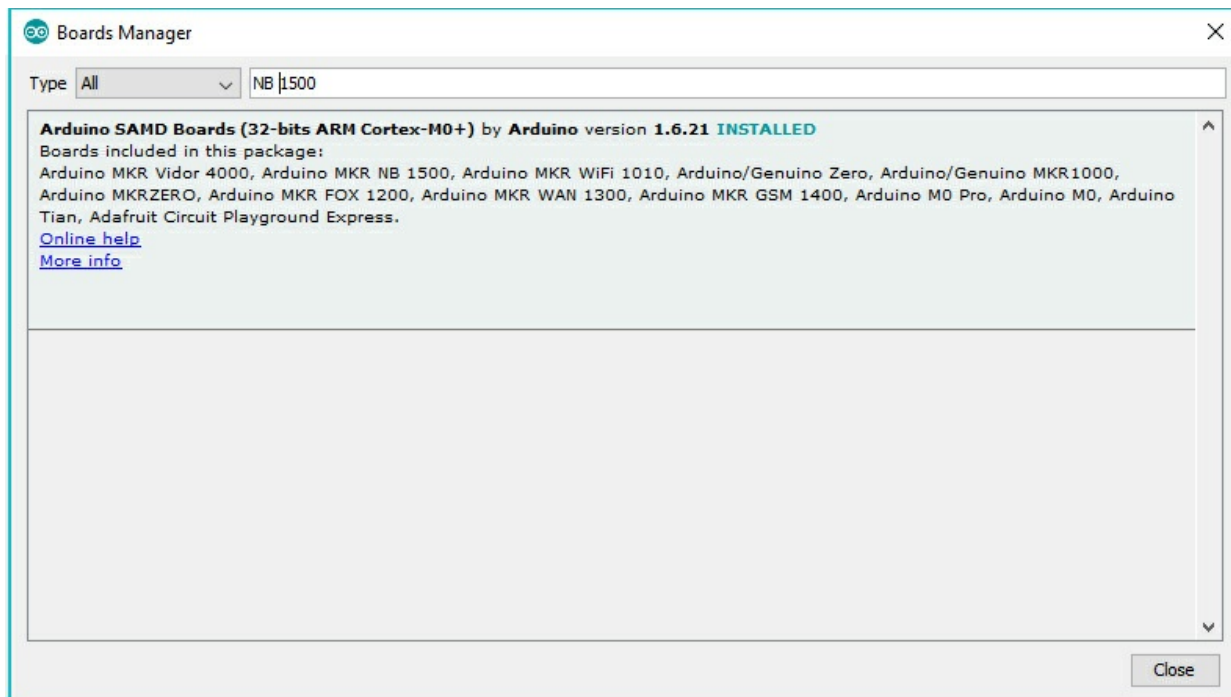 Boards Manager
Type All NB 1500
Arduino SAMD Boards (32-bits ARM Cortex-M0+) by Arduino version 1.6.21 INSTALLED
Boards included in this package:
Arduino MKR Vidor 4000, Arduino MKR NB 1500, Arduino MKR WiFi 1010, Arduino/Genuino Zero, Arduino/Genuino MKR1000,
Arduino MKRZERO, Arduino MKR FOX 1200, Arduino MKR WAN 1300, Arduino MKR GSM 1400, Arduino M0 Pro, Arduino M0, Arduino
Tian, Adafruit Circuit Playground Express.
Online help
More info
Close